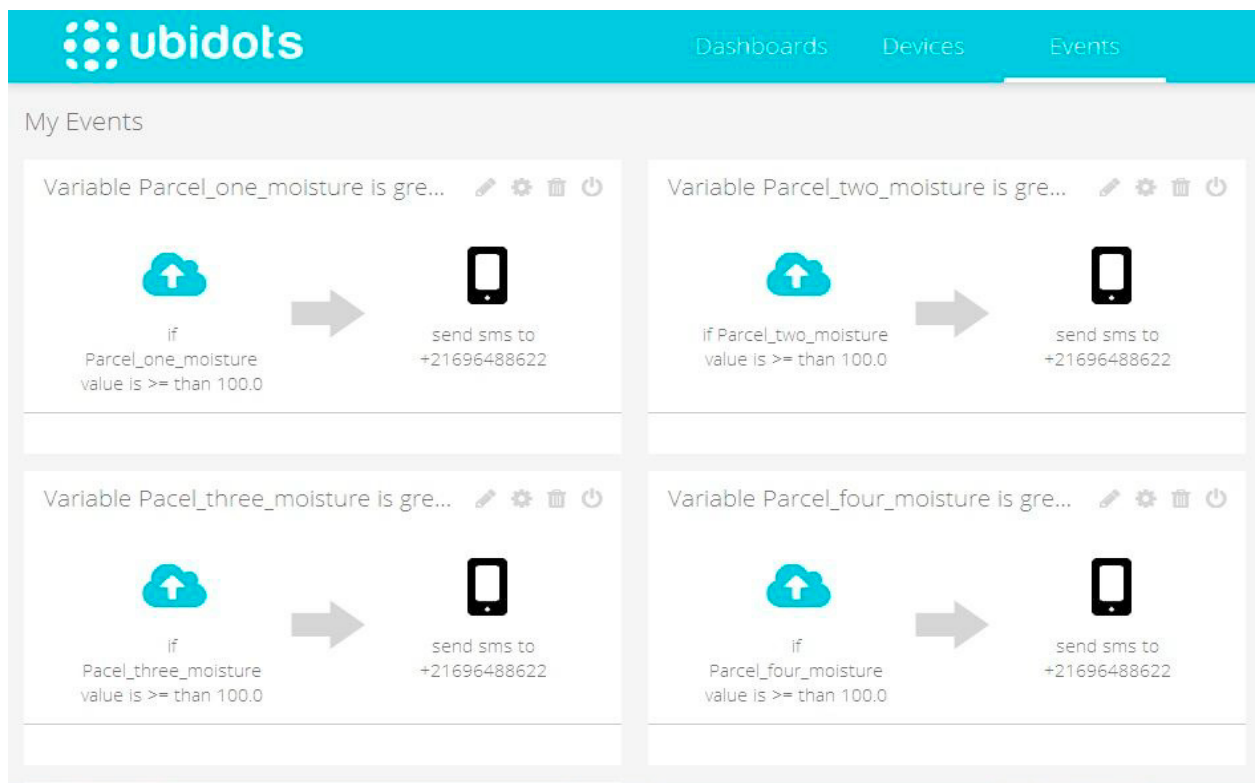 ubidots
Dashboards Devices Events
My Events
Variable Parcel_one_moisture is gre...
if
Parcel_one_moisture
value is >= than 100.0
send sms to
+21696488622
Variable Parcel_two_moisture is gre...
if Parcel_two_moisture
value is >= than 100.0
send sms to
+21696488622
Variable Pacel_three_moisture is gre...
if
Pacel_three_moisture
value is >= than 100.0
send sms to
+21696488622
Variable Parcel_four_moisture is gre...
if
Parcel_four_moisture
value is >= than 100.0
send sms to
+21696488622